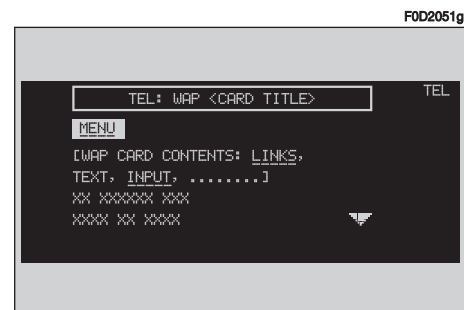 F0D2051g
TEL: WAP <CARD TITLE>
TEL
MENU
[WAP CARD CONTENTS: LINKS,
TEXT, INPUT, ........]
XX XXXXXX XXX
XXXX XX XXXX